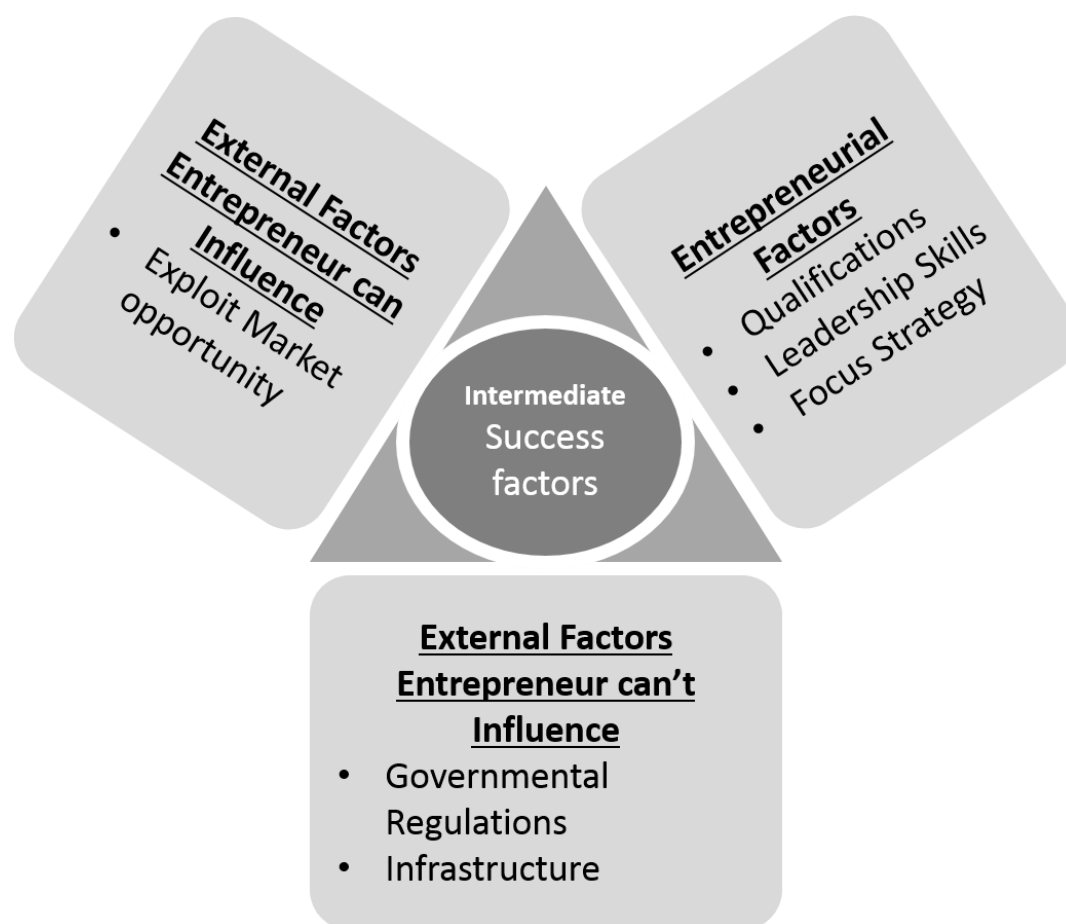 External Factors
Entrepreneur can
Influence
• Exploit Market
opportunity
Entrepreneurial
Factors
• Qualifications
• Leadership Skills
• Focus Strategy
Intermediate
Success
factors
External Factors
Entrepreneur can’t
Influence
• Governmental
Regulations
• Infrastructure